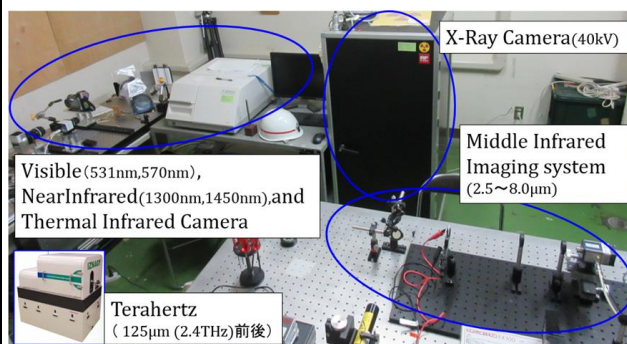 X-Ray Camera(40kV)
Middle Infrared
Imaging system
(2.5～8.0μm)
Visible(531nm,570nm),
NearInfrared(1300nm,1450nm),and
Thermal Infrared Camera
Terahertz
( 125μm (2.4THz)前後)